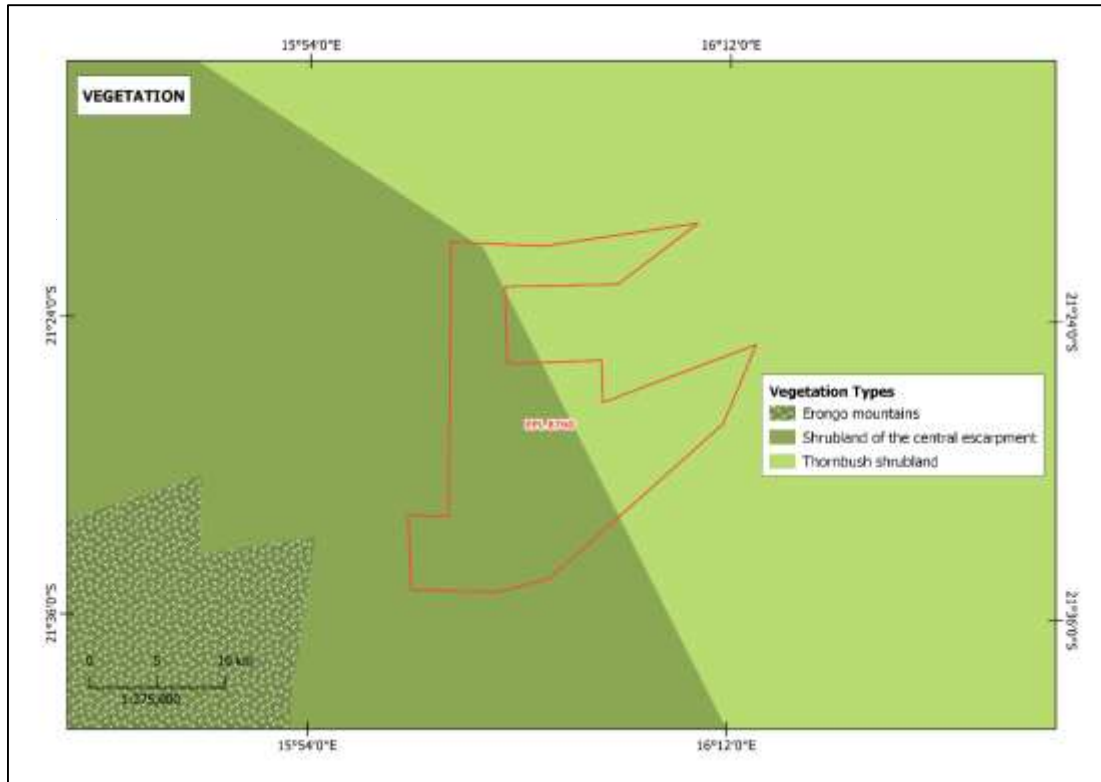 15°54'0"E
16°12'0"E
VEGETATION
21°24'0"S
21°24'0"S
Vegetation Types
Erongo mountains
Shrubland of the central escarpment
Thornbush shrubland
21°36'0"S
21°36'0"S
0 5 10 km
1:275,000
15°54'0"E
16°12'0"E